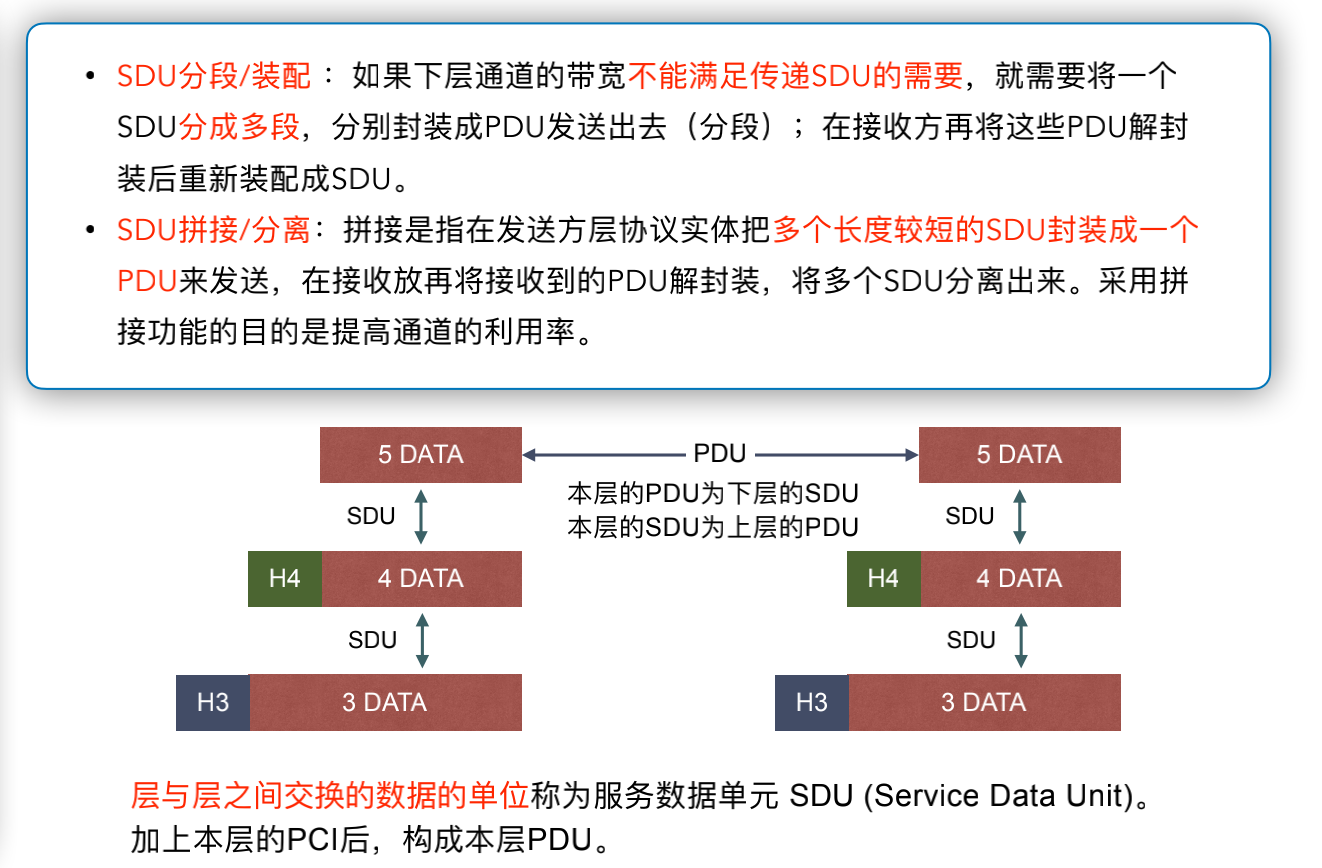 • SDU分段/装配 ：如果下层通道的带宽不能满足传递SDU的需要，就需要将一个
SDU分成多段，分别封装成PDU发送出去（分段）；在接收方再将这些PDU解封
装后重新装配成SDU。
• SDU拼接/分离：拼接是指在发送方层协议实体把多个长度较短的SDU封装成一个
PDU来发送，在接收放再将接收到的PDU解封装，将多个SDU分离出来。采用拼
接功能的目的是提高通道的利用率。
5 DATA PDU 5 DATA
本层的PDU为下层的SDU
SDU SDU
本层的SDU为上层的PDU
H4 4 DATA H4 4 DATA
SDU SDU
H3 3 DATA H3 3 DATA
层与层之间交换的数据的单位称为服务数据单元 SDU (Service Data Unit)。
加上本层的PCI后，构成本层PDU。